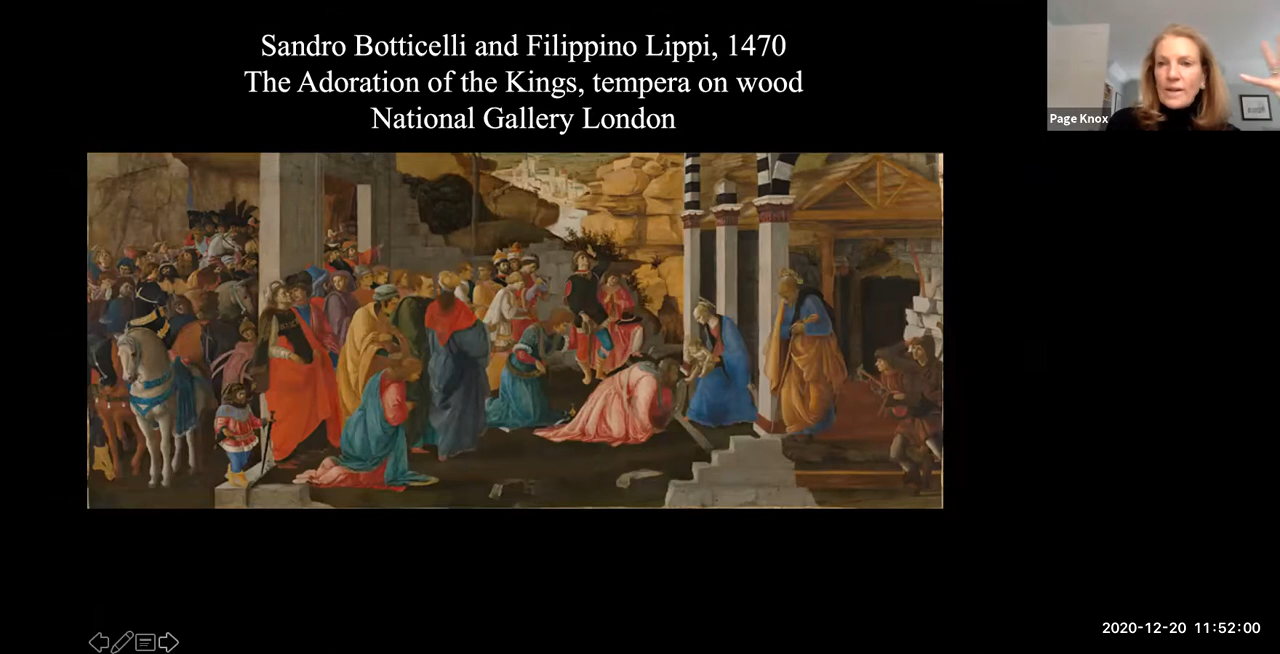 Sandro Botticelli and Filippino Lippi, 1470
The Adoration of the Kings, tempera on wood
National Gallery London
Page Knox
2020-12-20 11:52:00